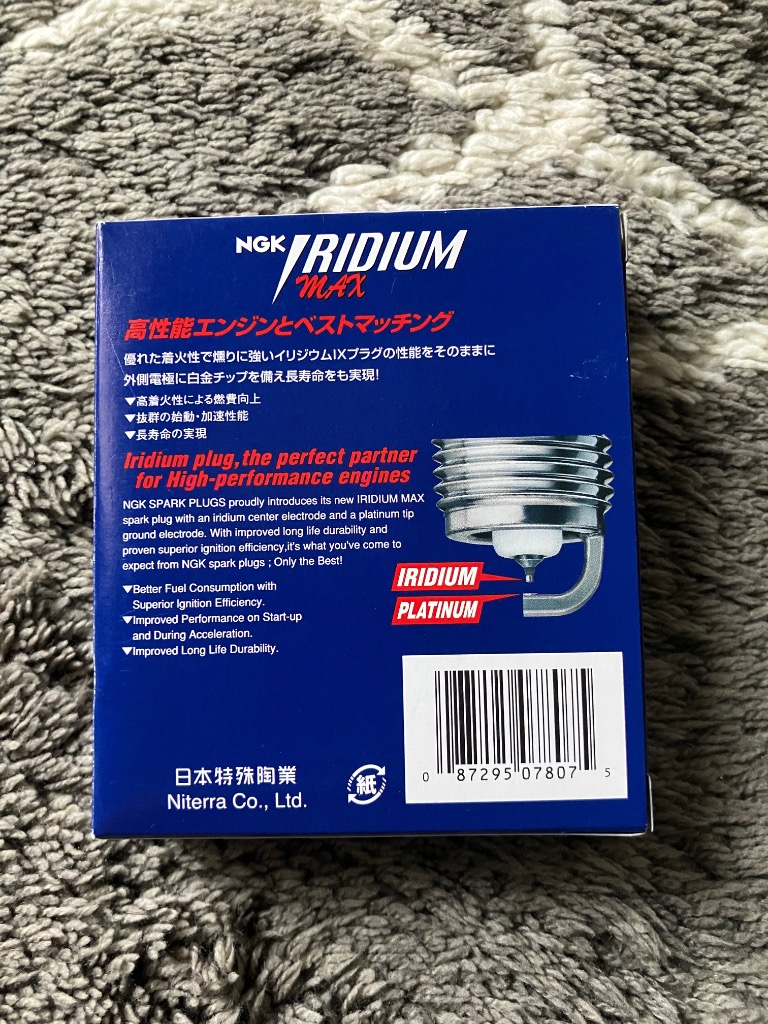 NGK IRIDIUM
MAX
高性能エンジンとベストマッチング
優れた着火性で燻りに強いイリジウムIXプラグの性能をそのままに
外側電極に白金チップを備え長寿命をも実現!
▼高着火性による燃費向上
▼抜群の始動・加速性能
▼長寿命の実現
Iridium plug,the perfect partner
for High-performance engines
NGK SPARK PLUGS proudly introduces its new IRIDIUM MAX
spark plug with an iridium center electrode and a platinum tip
ground electrode. With improved long life durability and
proven superior ignition efficiency,it's what you've come to
expect from NGK spark plugs ; Only the Best!
▼Better Fuel Consumption with
Superior Ignition Efficiency.
▼Improved Performance on Start-up
and During Acceleration.
▼Improved Long Life Durability.
IRIDIUM
PLATINUM
日本特殊陶業
Niterra Co., Ltd.
紙
0 87295 07807 5